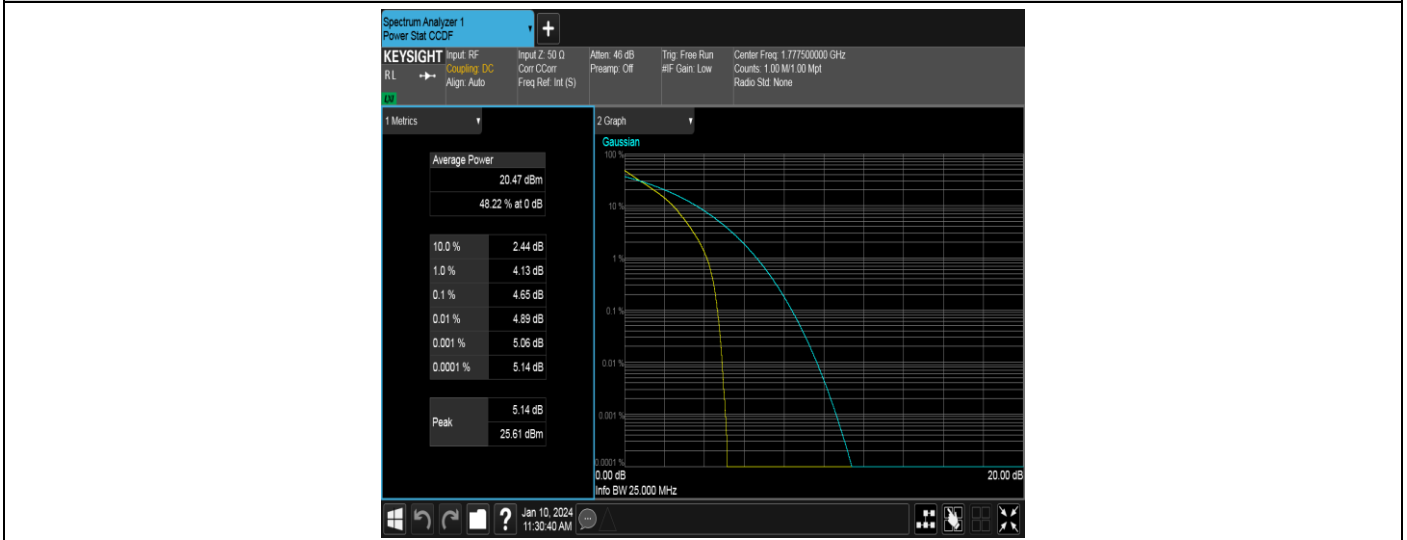 Spectrum Analyzer 1
Power Stat CCDF
+
KEYSIGHT
RL
LXI
Input: RF
Coupling: DC
Align: Auto
Input Z: 50 Ω
Corr CCorr
Freq Ref: Int (S)
Atten: 46 dB
Preamp: Off
Trig: Free Run
#IF Gain: Low
Center Freq: 1.777500000 GHz
Counts: 1.00 M/1.00 Mpt
Radio Std: None
1 Metrics
Average Power
20.47 dBm
48.22 % at 0 dB
10.0 % 2.44 dB
1.0 % 4.13 dB
0.1 % 4.65 dB
0.01 % 4.89 dB
0.001 % 5.06 dB
0.0001 % 5.14 dB
Peak
5.14 dB
25.61 dBm
2 Graph
Gaussian
100 %
10 %
1 %
0.1 %
0.01 %
0.001 %
0.0001 %
0.00 dB 20.00 dB
Info BW 25.000 MHz
?
Jan 10, 2024
11:30:40 AM